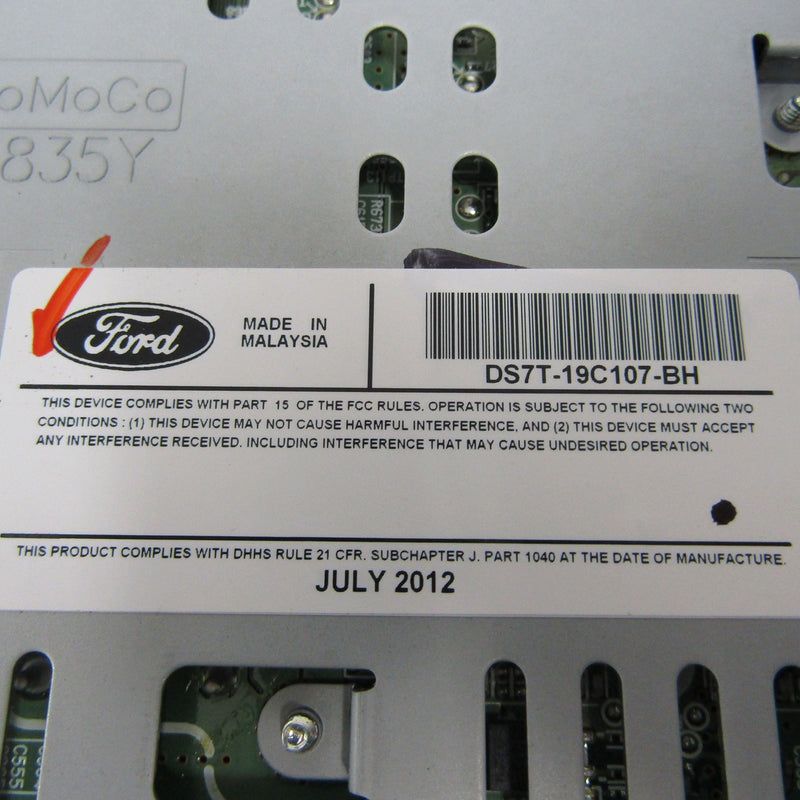 oMoCo
835Y
R673
Ford
MADE IN
MALAYSIA
DS7T-19C107-BH
THIS DEVICE COMPLIES WITH PART 15 OF THE FCC RULES. OPERATION IS SUBJECT TO THE FOLLOWING TWO
CONDITIONS : (1) THIS DEVICE MAY NOT CAUSE HARMFUL INTERFERENCE, AND (2) THIS DEVICE MUST ACCEPT
ANY INTERFERENCE RECEIVED. INCLUDING INTERFERENCE THAT MAY CAUSE UNDESIRED OPERATION.
THIS PRODUCT COMPLIES WITH DHHS RULE 21 CFR. SUBCHAPTER J. PART 1040 AT THE DATE OF MANUFACTURE.
JULY 2012
C555